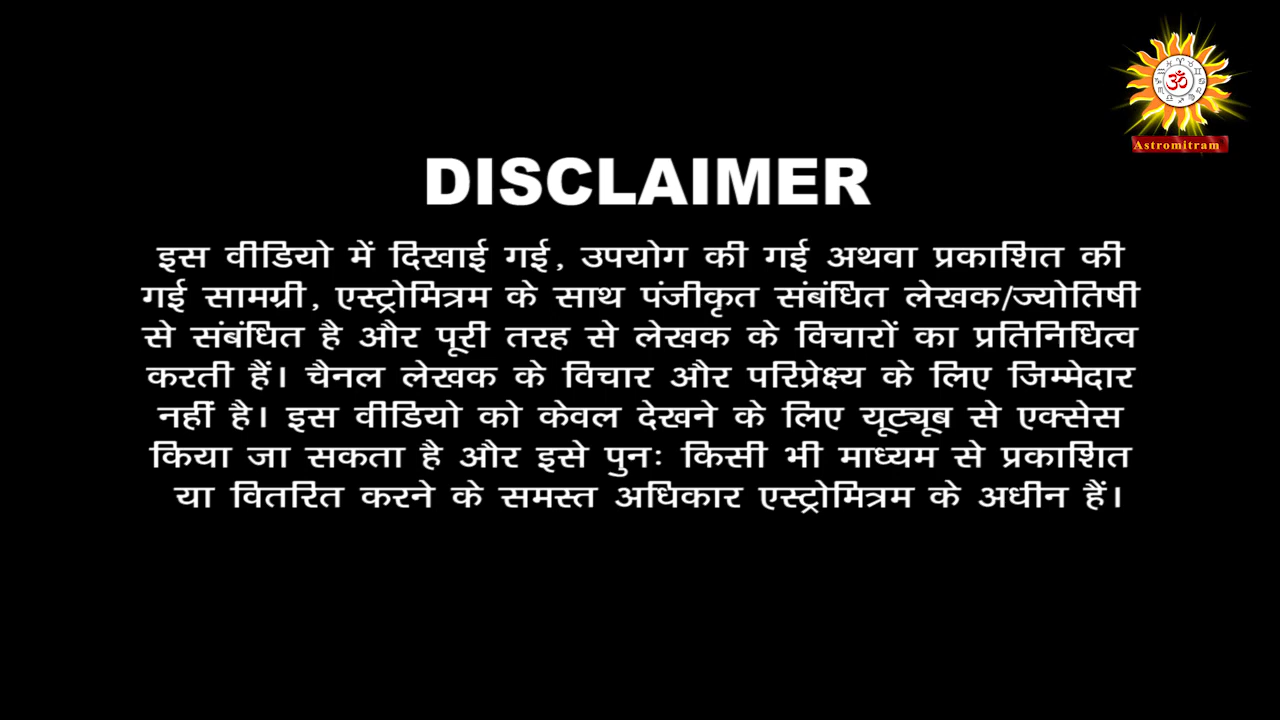 Astromitram
DISCLAIMER
इस वीडियो में दिखाई गई, उपयोग की गई अथवा प्रकाशित की
गई सामग्री, एस्ट्रोमित्रम के साथ पंजीकृत संबंधित लेखक/ज्योतिषी
से संबंधित है और पूरी तरह से लेखक के विचारों का प्रतिनिधित्व
करती हैं। चैनल लेखक के विचार और परिप्रेक्ष्य के लिए जिम्मेदार
नहीं है। इस वीडियो को केवल देखने के लिए यूट्यूब से एक्सेस
किया जा सकता है और इसे पुनः किसी भी माध्यम से प्रकाशित
या वितरित करने के समस्त अधिकार एस्ट्रोमित्रम के अधीन हैं।